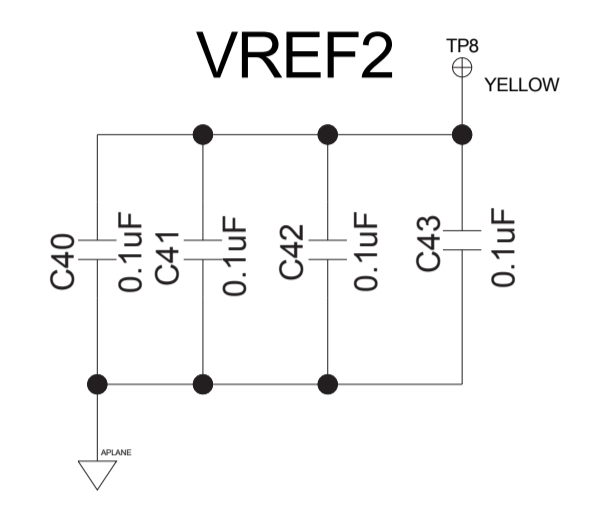 VREF2
TP8
YELLOW
C40
0.1uF
C41
0.1uF
C42
0.1uF
C43
0.1uF
APLANE